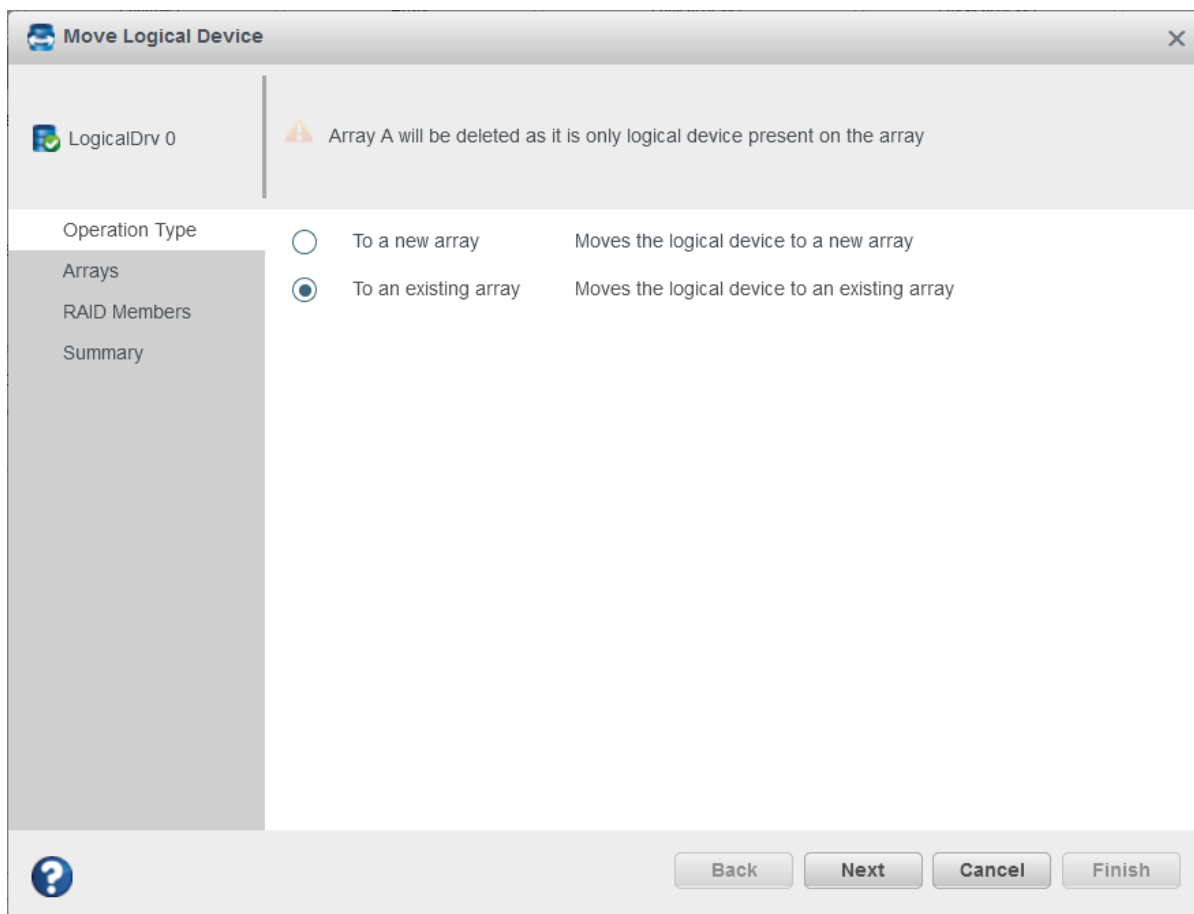 Move Logical Device
LogicalDrv 0
Array A will be deleted as it is only logical device present on the array
Operation Type
Arrays
RAID Members
Summary
To a new array Moves the logical device to a new array
To an existing array Moves the logical device to an existing array
Back Next Cancel Finish